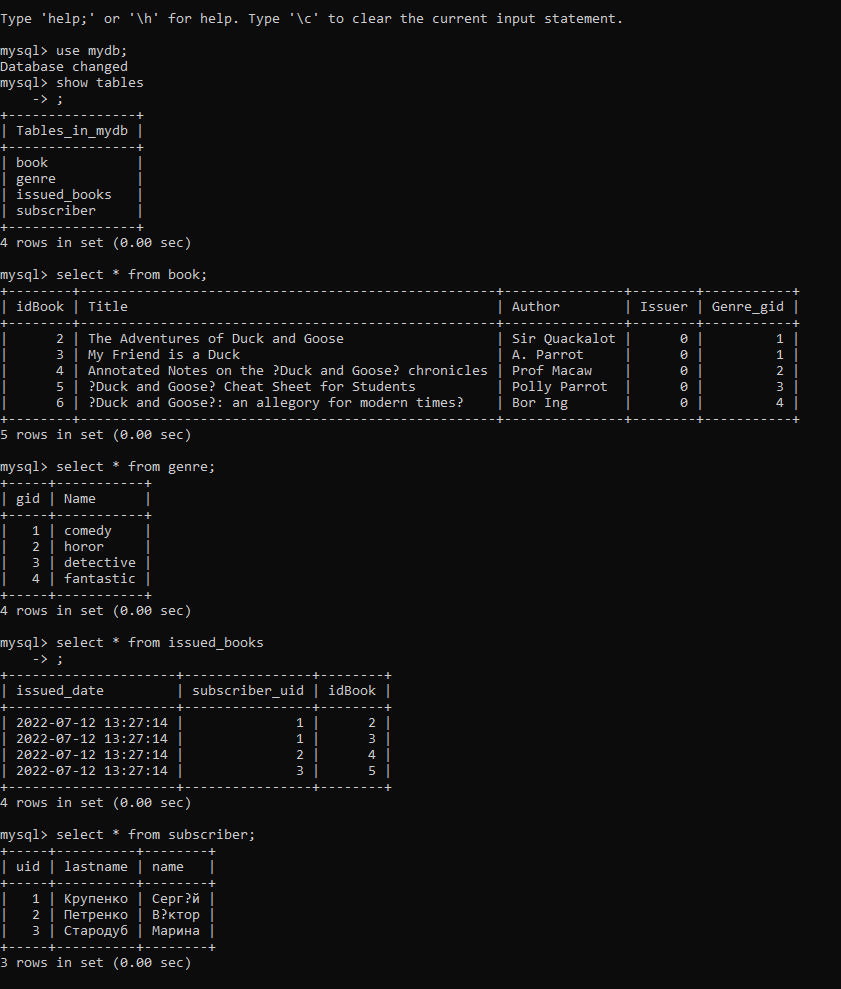 Type 'help;' or '\h' for help. Type '\c' to clear the current input statement.

mysql> use mydb;
Database changed
mysql> show tables
    -> ;
+----------------+
| Tables_in_mydb |
+----------------+
| book           |
| genre          |
| issued_books   |
| subscriber     |
+----------------+
4 rows in set (0.00 sec)

mysql> select * from book;
+--------+----------------------------------------------------+---------------+--------+-----------+
| idBook | Title                                              | Author        | Issuer | Genre_gid |
+--------+----------------------------------------------------+---------------+--------+-----------+
|      2 | The Adventures of Duck and Goose                   | Sir Quackalot |      0 |         1 |
|      3 | My Friend is a Duck                                | A. Parrot     |      0 |         1 |
|      4 | Annotated Notes on the ?Duck and Goose? chronicles | Prof Macaw    |      0 |         2 |
|      5 | ?Duck and Goose? Cheat Sheet for Students          | Polly Parrot  |      0 |         3 |
|      6 | ?Duck and Goose?: an allegory for modern times?    | Bor Ing       |      0 |         4 |
+--------+----------------------------------------------------+---------------+--------+-----------+
5 rows in set (0.00 sec)

mysql> select * from genre;
+-----+-----------+
| gid | Name      |
+-----+-----------+
|   1 | comedy    |
|   2 | horor     |
|   3 | detective |
|   4 | fantastic |
+-----+-----------+
4 rows in set (0.00 sec)

mysql> select * from issued_books
    -> ;
+---------------------+----------------+--------+
| issued_date         | subscriber_uid | idBook |
+---------------------+----------------+--------+
| 2022-07-12 13:27:14 |              1 |      2 |
| 2022-07-12 13:27:14 |              1 |      3 |
| 2022-07-12 13:27:14 |              2 |      4 |
| 2022-07-12 13:27:14 |              3 |      5 |
+---------------------+----------------+--------+
4 rows in set (0.00 sec)

mysql> select * from subscriber;
+-----+----------+--------+
| uid | lastname | name   |
+-----+----------+--------+
|   1 | Крупенко | Серг?й |
|   2 | Петренко | В?ктор |
|   3 | Стародуб | Марина |
+-----+----------+--------+
3 rows in set (0.00 sec)